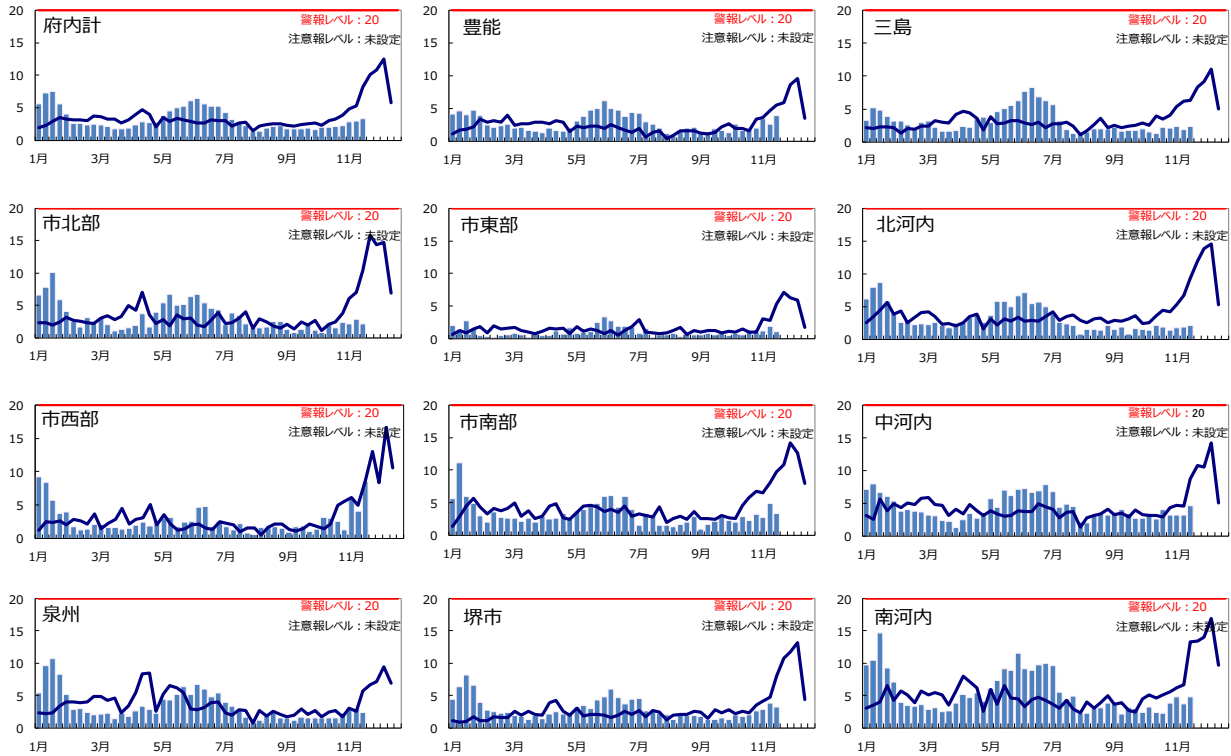 府内計
警報レベル：20
注意報レベル：未設定
20
15
10
5
0
1月 3月 5月 7月 9月 11月
豊能
警報レベル：20
注意報レベル：未設定
20
15
10
5
0
1月 3月 5月 7月 9月 11月
三島
警報レベル：20
注意報レベル：未設定
20
15
10
5
0
1月 3月 5月 7月 9月 11月
市北部
警報レベル：20
注意報レベル：未設定
20
15
10
5
0
1月 3月 5月 7月 9月 11月
市東部
警報レベル：20
注意報レベル：未設定
20
15
10
5
0
1月 3月 5月 7月 9月 11月
北河内
警報レベル：20
注意報レベル：未設定
20
15
10
5
0
1月 3月 5月 7月 9月 11月
市西部
警報レベル：20
注意報レベル：未設定
20
15
10
5
0
1月 3月 5月 7月 9月 11月
市南部
警報レベル：20
注意報レベル：未設定
20
15
10
5
0
1月 3月 5月 7月 9月 11月
中河内
警報レベル：20
注意報レベル：未設定
20
15
10
5
0
1月 3月 5月 7月 9月 11月
泉州
警報レベル：20
注意報レベル：未設定
20
15
10
5
0
1月 3月 5月 7月 9月 11月
堺市
警報レベル：20
注意報レベル：未設定
20
15
10
5
0
1月 3月 5月 7月 9月 11月
南河内
警報レベル：20
注意報レベル：未設定
20
15
10
5
0
1月 3月 5月 7月 9月 11月